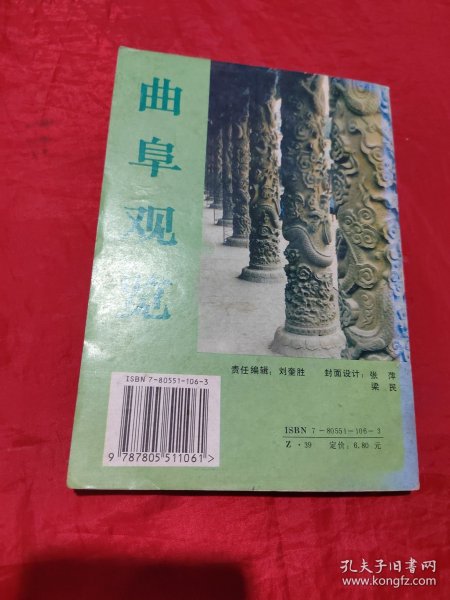 曲阜观览
责任编辑：刘奎胜 封面设计：张 萍
梁 民
ISBN 7-80551-106-3
9 787805 511061 >
ISBN 7-80551-106-3
Z·39 定价：6.80 元
孔夫子旧书网
www.kongfz.com